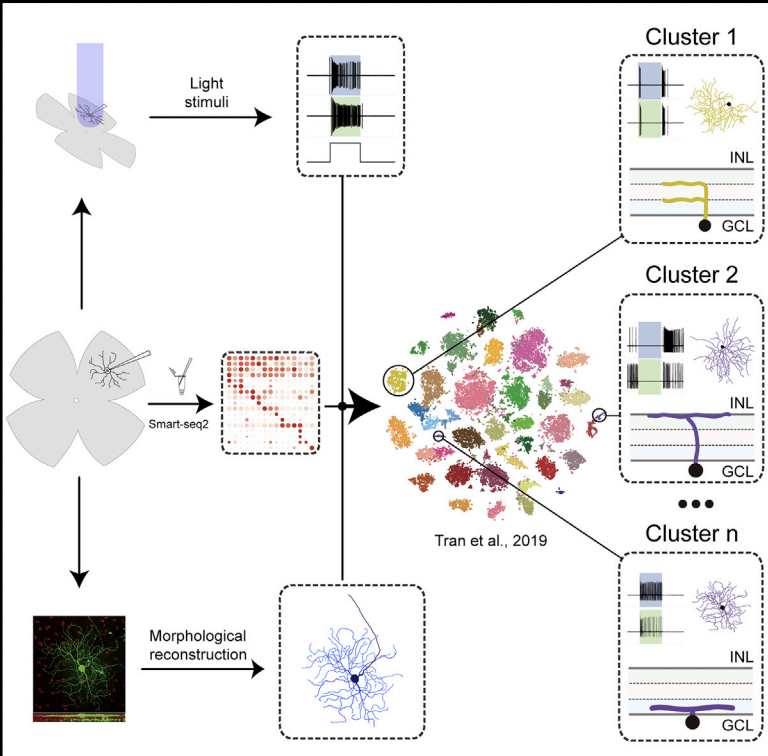 Light
stimuli
Smart-seq2
Morphological
reconstruction
Tran et al., 2019
Cluster 1
INL
GCL
Cluster 2
INL
GCL
Cluster n
INL
GCL